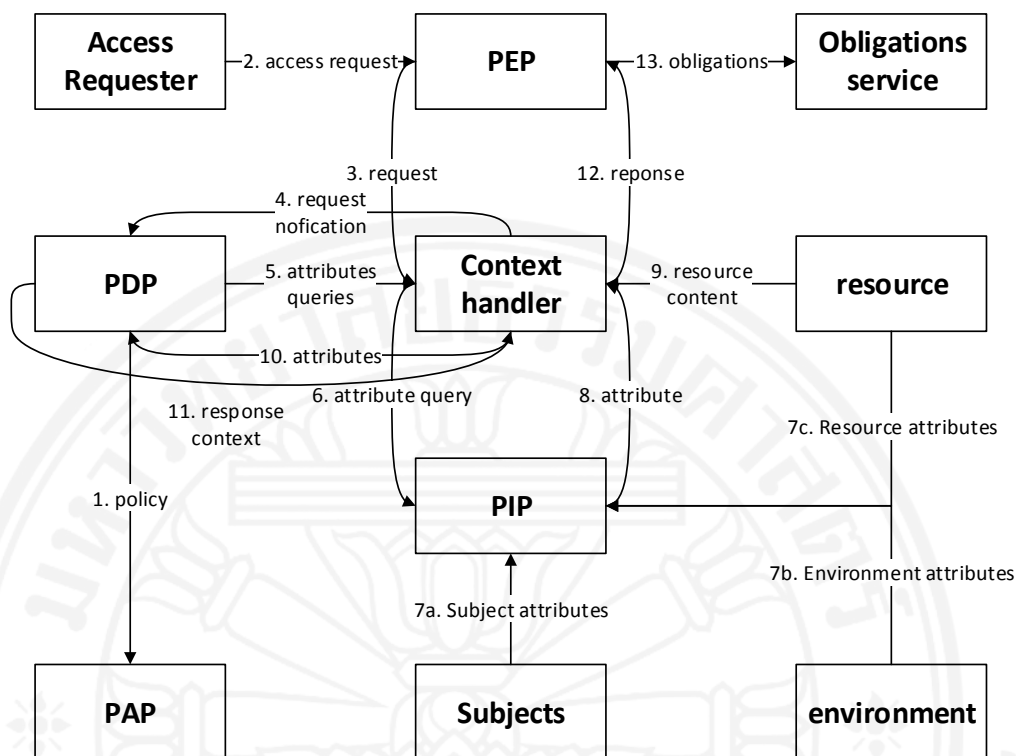 Access
Requester
2. access request
PEP
13. obligations
Obligations
service
3. request
12. reponse
4. request
nofication
PDP
5. attributes
queries
Context
handler
9. resource
content
resource
10. attributes
6. attribute query
8. attribute
11. response
context
7c. Resource attributes
1. policy
PIP
7b. Environment attributes
7a. Subject attributes
PAP
Subjects
environment